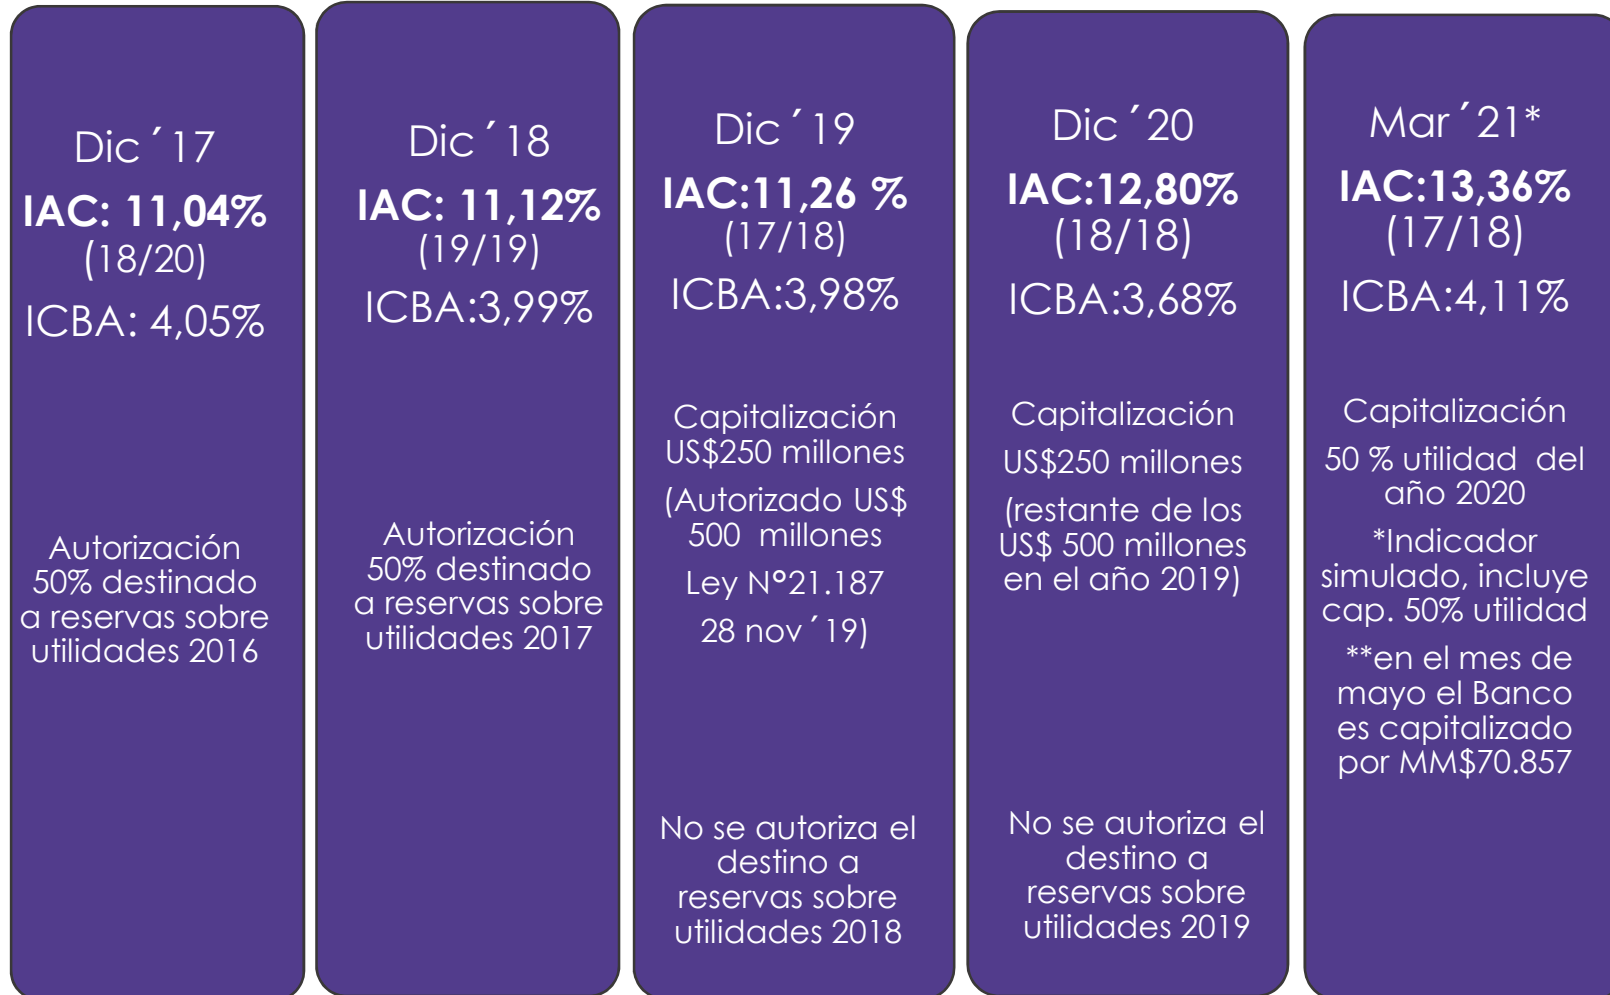 Dic ´17
IAC: 11,04%
(18/20)
ICBA: 4,05%
Autorización
50% destinado
a reservas sobre
utilidades 2016
Dic ´18
IAC: 11,12%
(19/19)
ICBA:3,99%
Autorización
50% destinado
a reservas sobre
utilidades 2017
Dic ´19
IAC:11,26 %
(17/18)
ICBA:3,98%
Capitalización
US$250 millones
(Autorizado US$
500 millones
Ley N°21.187
28 nov ´19)
No se autoriza el
destino a
reservas sobre
utilidades 2018
Dic ´20
IAC:12,80%
(18/18)
ICBA:3,68%
Capitalización
US$250 millones
(restante de los
US$ 500 millones
en el año 2019)
No se autoriza el
destino a
reservas sobre
utilidades 2019
Mar ´21*
IAC:13,36%
(17/18)
ICBA:4,11%
Capitalización
50 % utilidad del
año 2020
*Indicador
simulado, incluye
cap. 50% utilidad
**en el mes de
mayo el Banco
es capitalizado
por MM$70.857